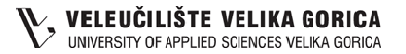 VELEUČILIŠTE VELIKA GORICA
UNIVERSITY OF APPLIED SCIENCES VELIKA GORICA